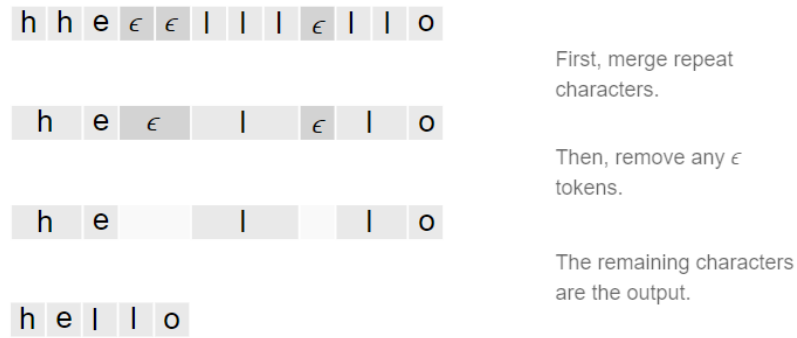 h h e ϵ ϵ l l l ϵ l l o
First, merge repeat
characters.
h e ϵ l ϵ l o
Then, remove any ϵ
tokens.
h e l l o
The remaining characters
are the output.
h e l l o